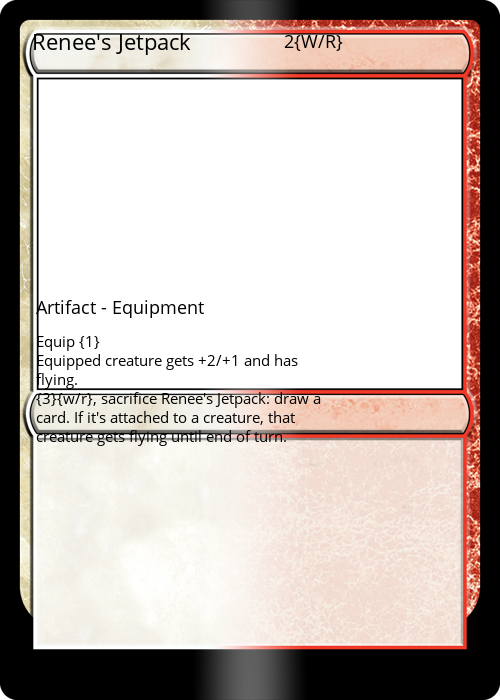 Renee's Jetpack 2{W/R}
Artifact - Equipment
Equip {1}
Equipped creature gets +2/+1 and has
flying.
{3}{w/r}, sacrifice Renee's Jetpack: draw a
card. If it's attached to a creature, that
creature gets flying until end of turn.